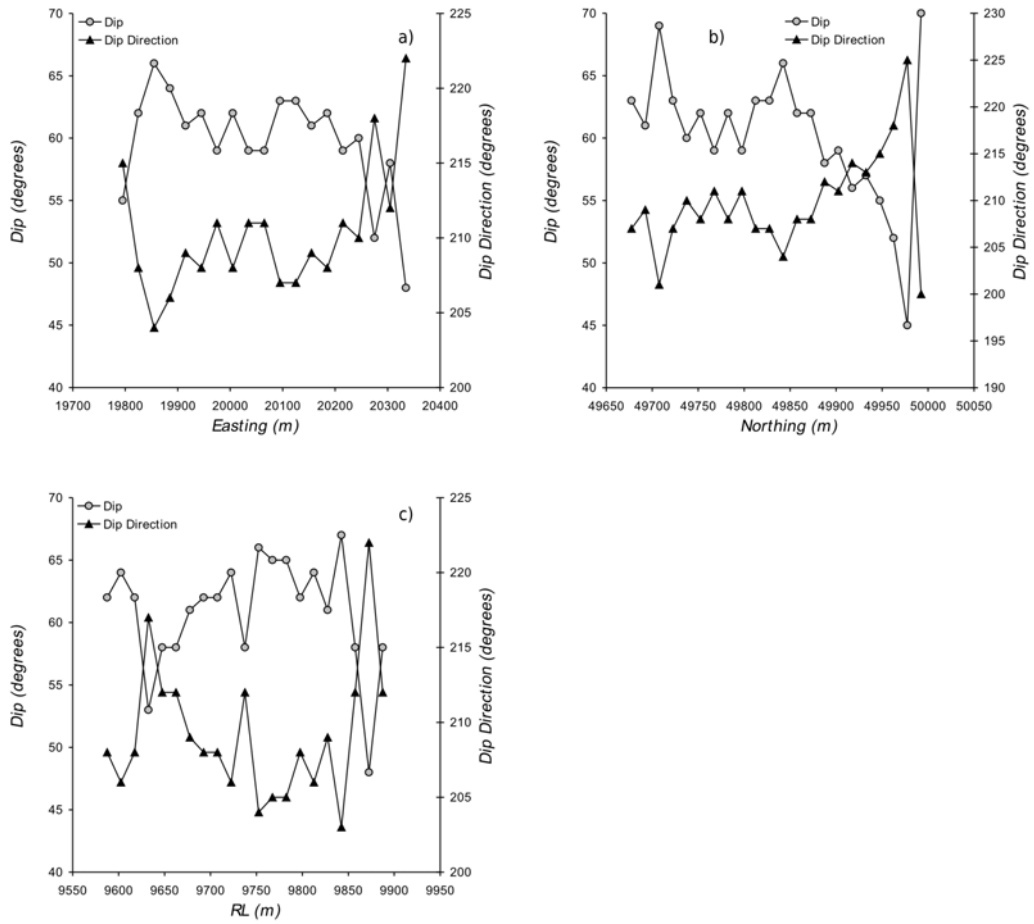 70
65
60
55
50
45
40
Dip (degrees)
Dip
Dip Direction
a)
225
220
215
210
205
200
Dip Direction (degrees)
19700 19800 19900 20000 20100 20200 20300 20400
Easting (m)
70
65
60
55
50
45
40
Dip (degrees)
b)
Dip
Dip Direction
230
225
220
215
210
205
200
195
190
Dip Direction (degrees)
49650 49700 49750 49800 49850 49900 49950 50000 50050
Northing (m)
70
65
60
55
50
45
40
Dip (degrees)
Dip
Dip Direction
c)
225
220
215
210
205
200
Dip Direction (degrees)
9550 9600 9650 9700 9750 9800 9850 9900 9950
RL (m)